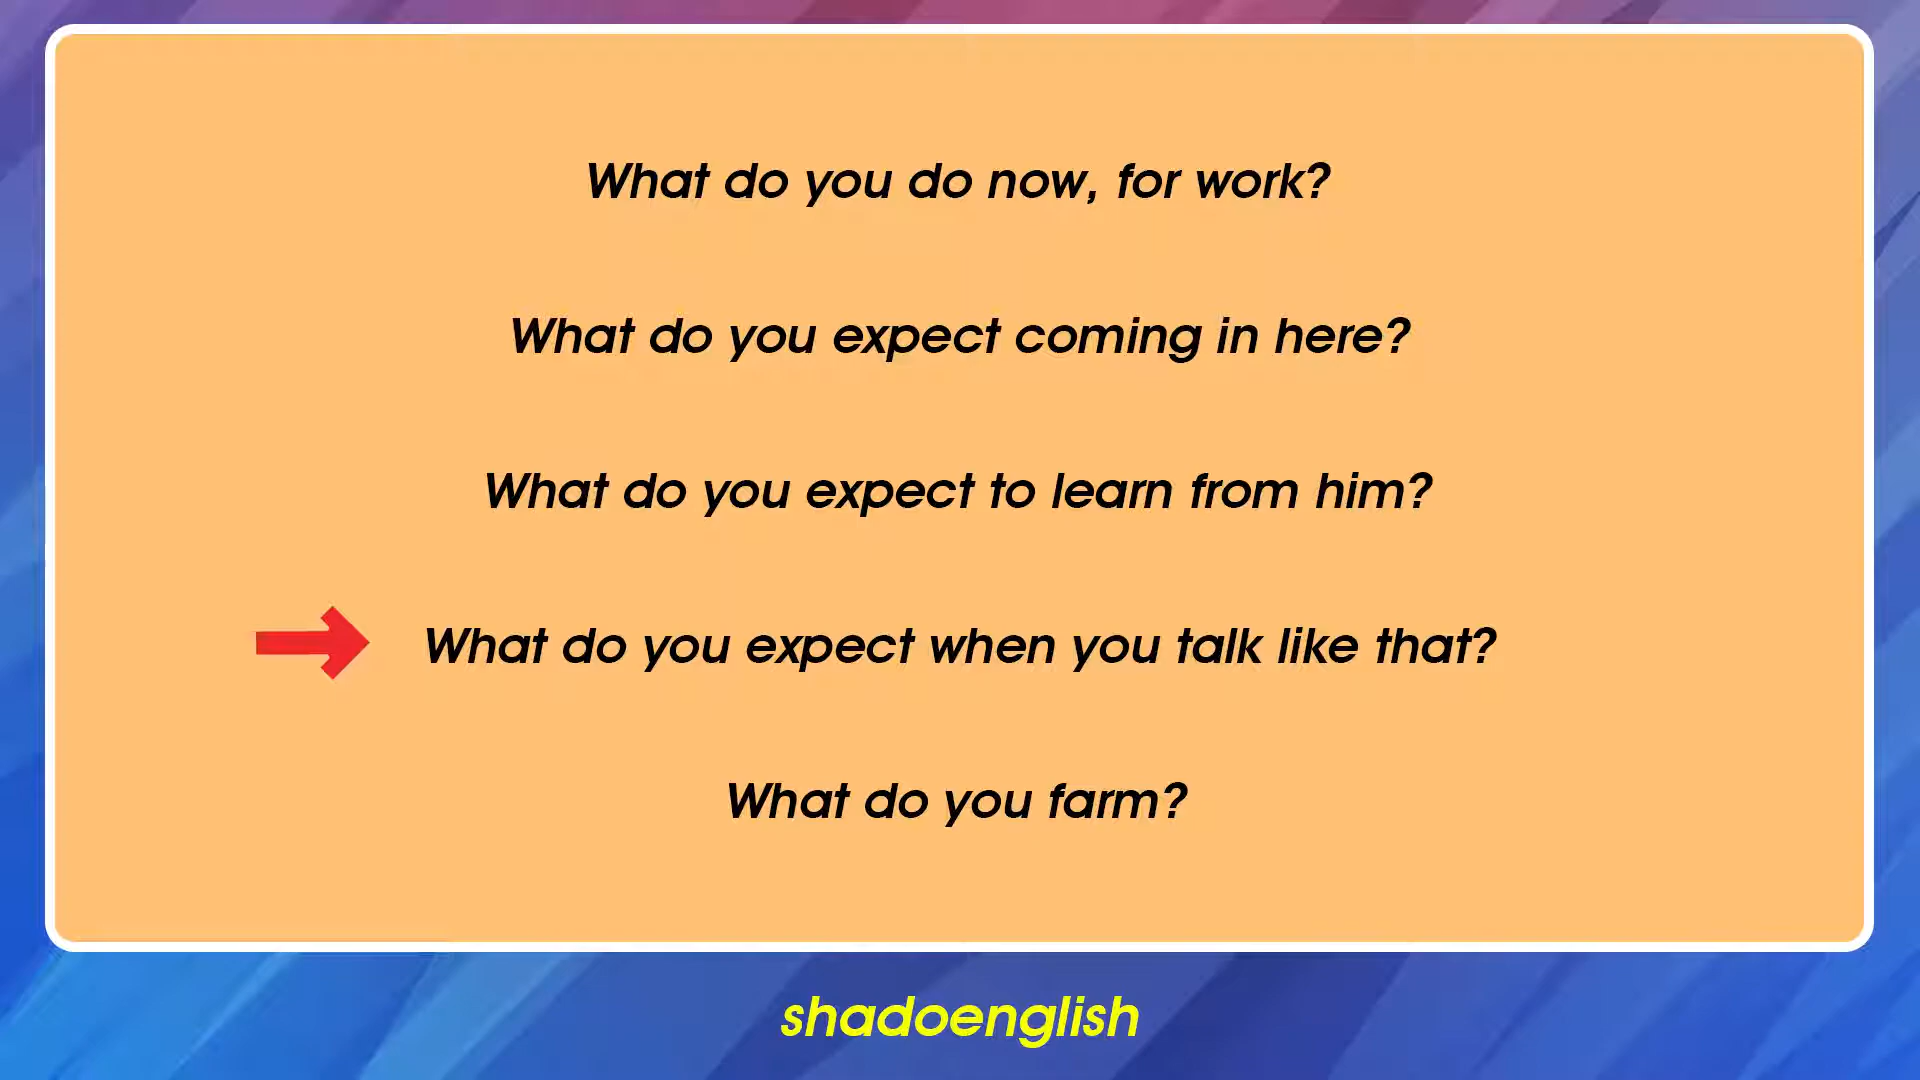 What do you do now, for work?
What do you expect coming in here?
What do you expect to learn from him?
What do you expect when you talk like that?
What do you farm?
shadoenglish